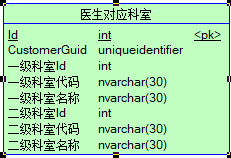 医生对应科室
Id int <pk>
CustomerGuid uniqueidentifier
一级科室Id int
一级科室代码 nvarchar(30)
一级科室名称 nvarchar(30)
二级科室Id int
二级科室代码 nvarchar(30)
二级科室名称 nvarchar(30)